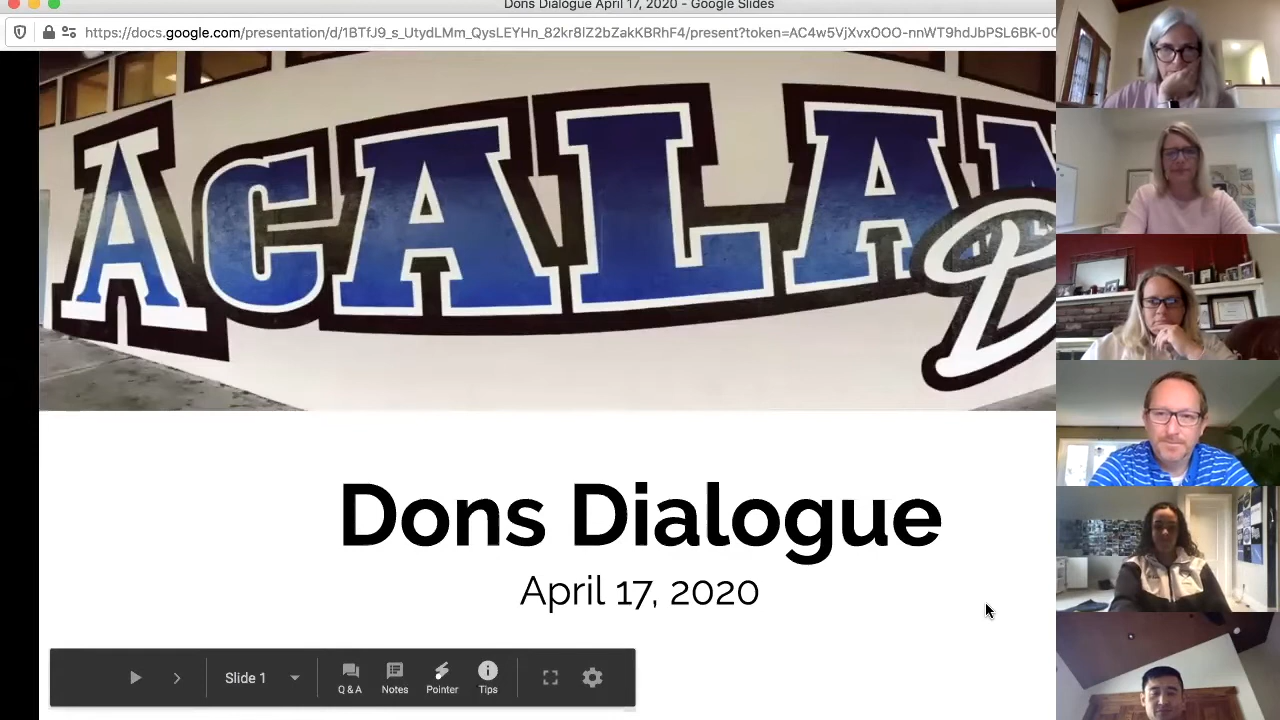 Dons Dialogue April 17, 2020 - Google Slides
https://docs.google.com/presentation/d/1BTfJ9_s_UtydLMm_QysLEYHn_82kr8lZ2bZakKBRhF4/present?token=AC4w5VjXvxOOO-nnWT9hdJbPSL6BK-00
ACALAN
D
Dons Dialogue
April 17, 2020
Slide 1
Q & A
Notes
Pointer
Tips